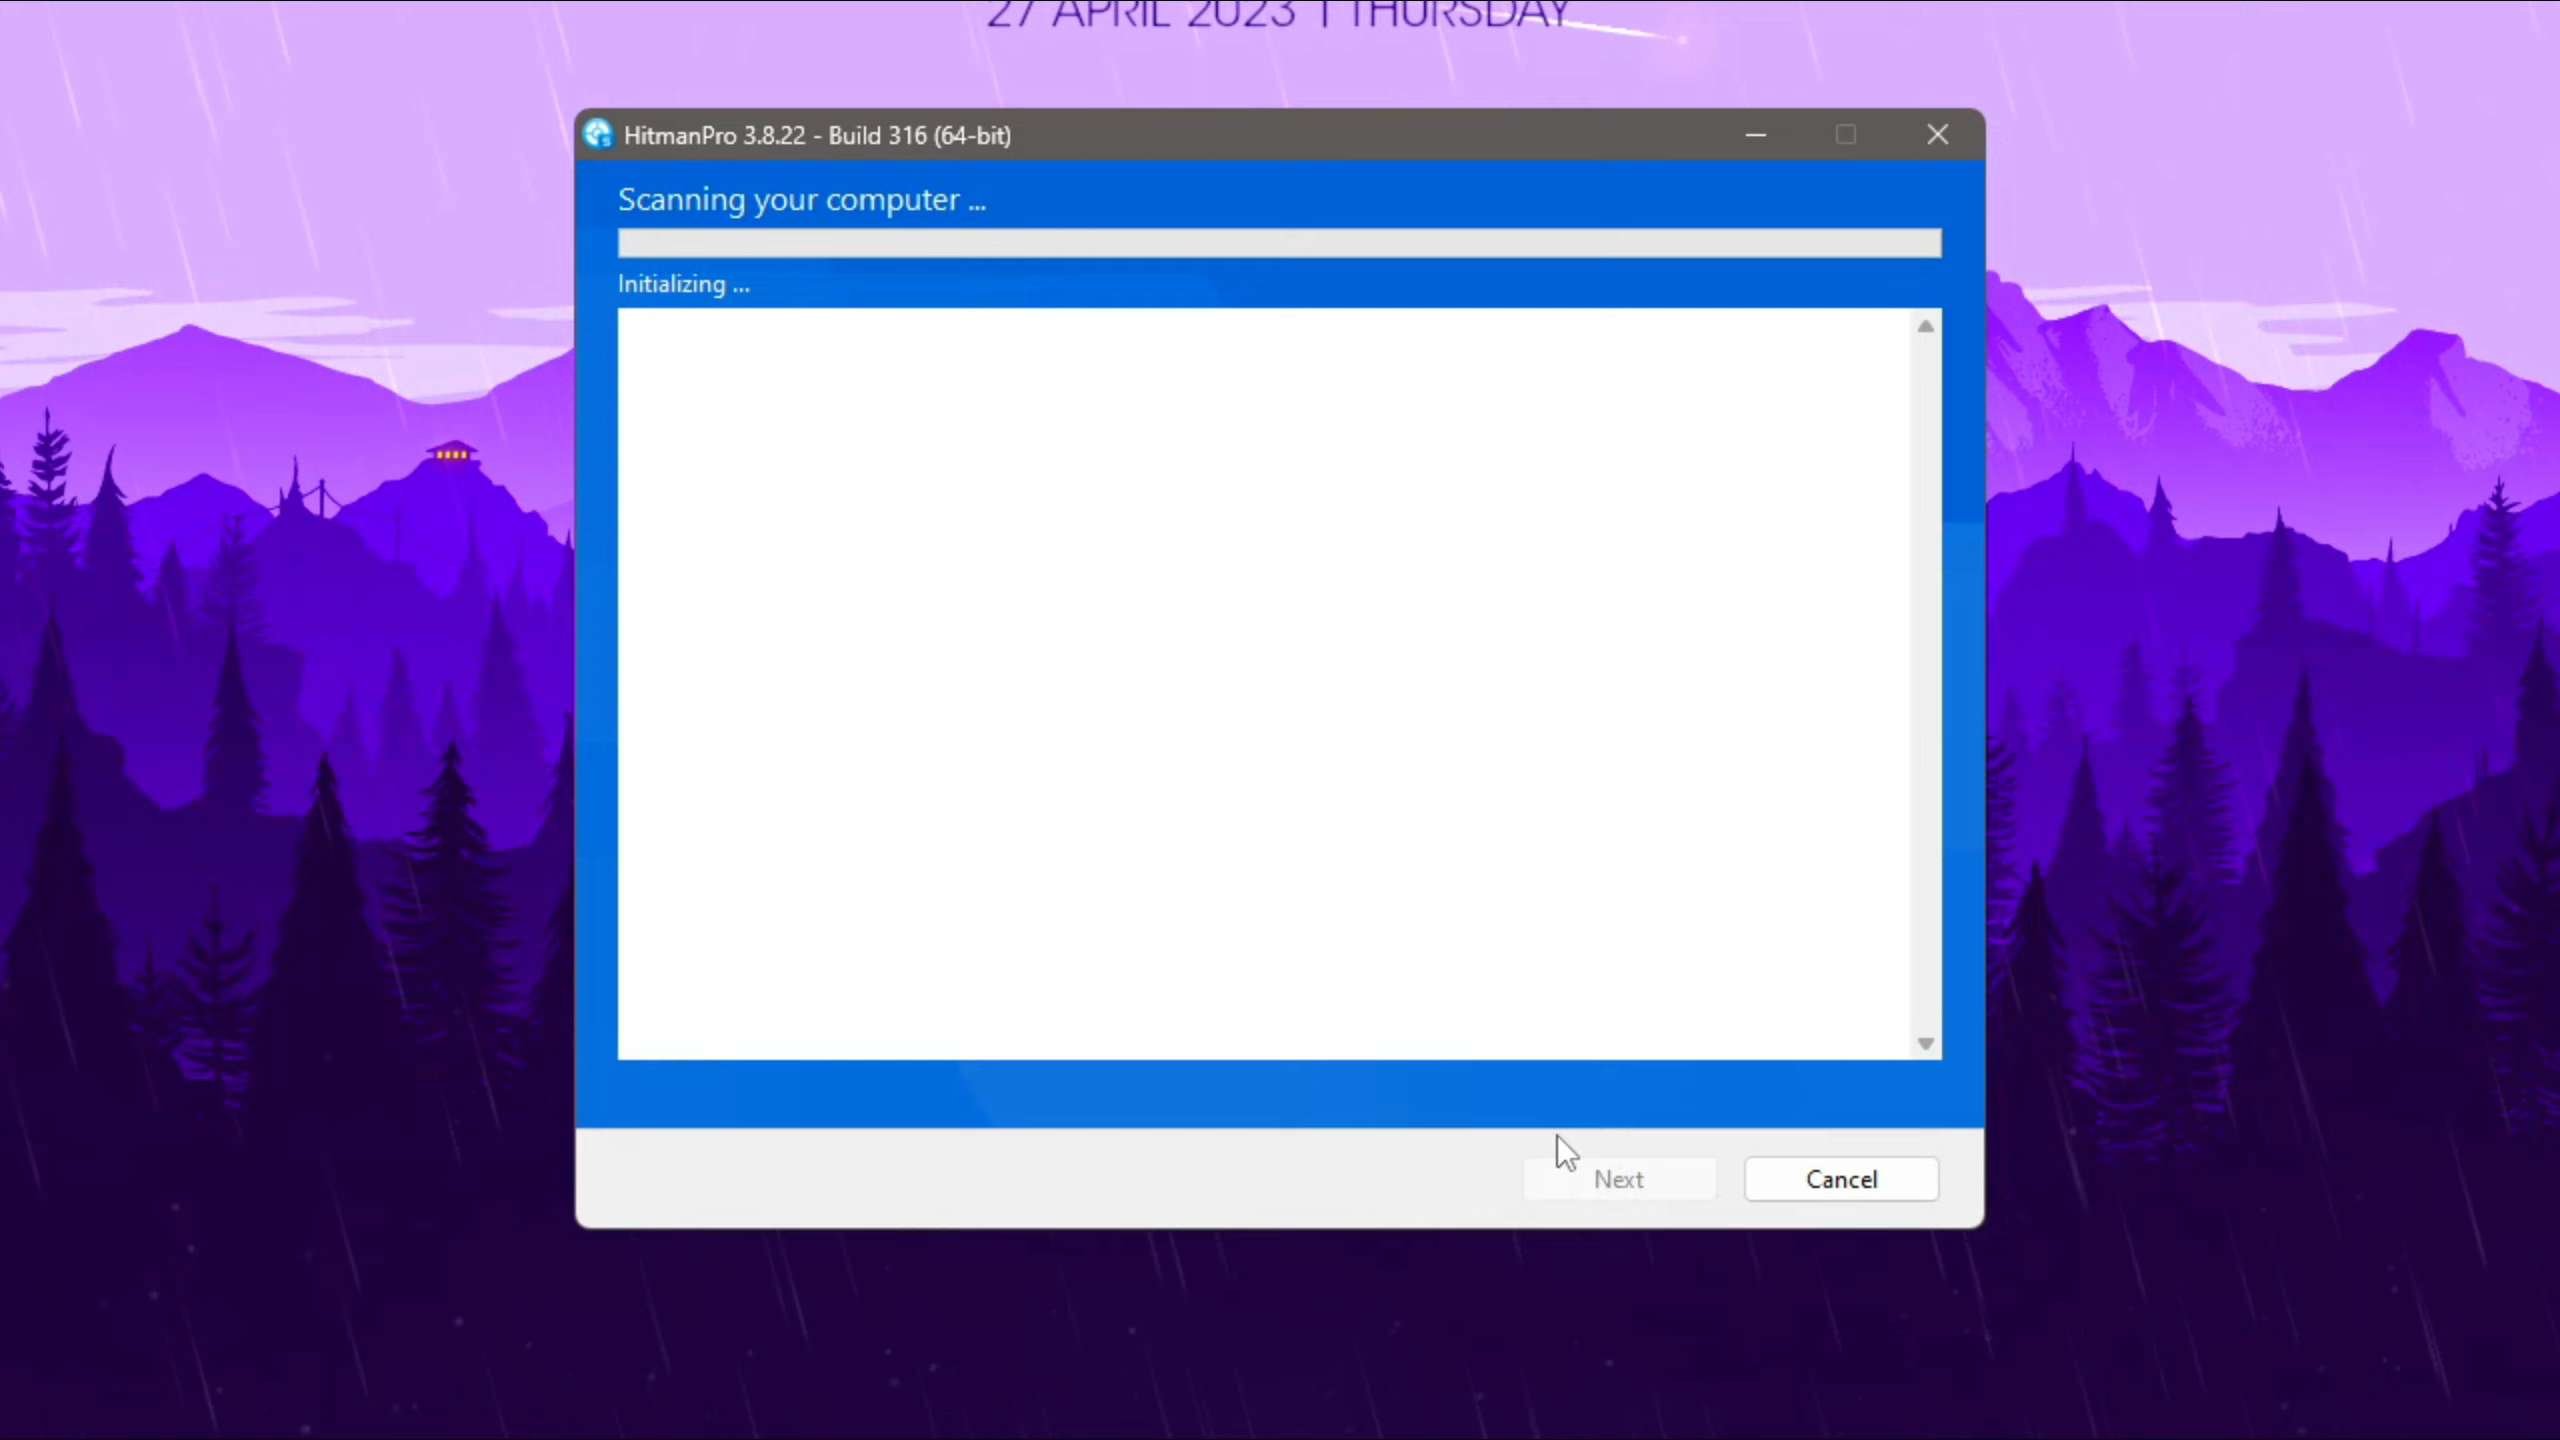 27 APRIL 2023 | THURSDAY
HitmanPro 3.8.22 - Build 316 (64-bit)
Scanning your computer ...
Initializing ...
Next
Cancel